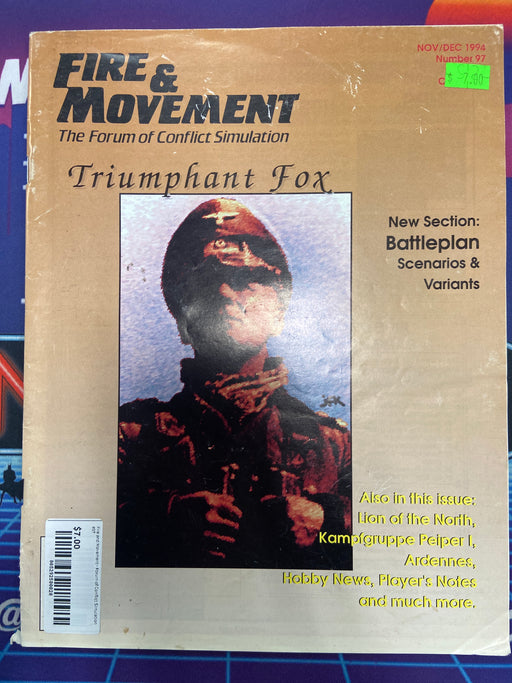 FIRE &
MOVEMENT
The Forum of Conflict Simulation
NOV/DEC 1994
Number 97
Triumphant Fox
New Section:
Battleplan
Scenarios &
Variants
Also in this issue:
Lion of the North,
Kampfgruppe Peiper I,
Ardennes,
Hobby News, Player's Notes
and much more.
$7.00